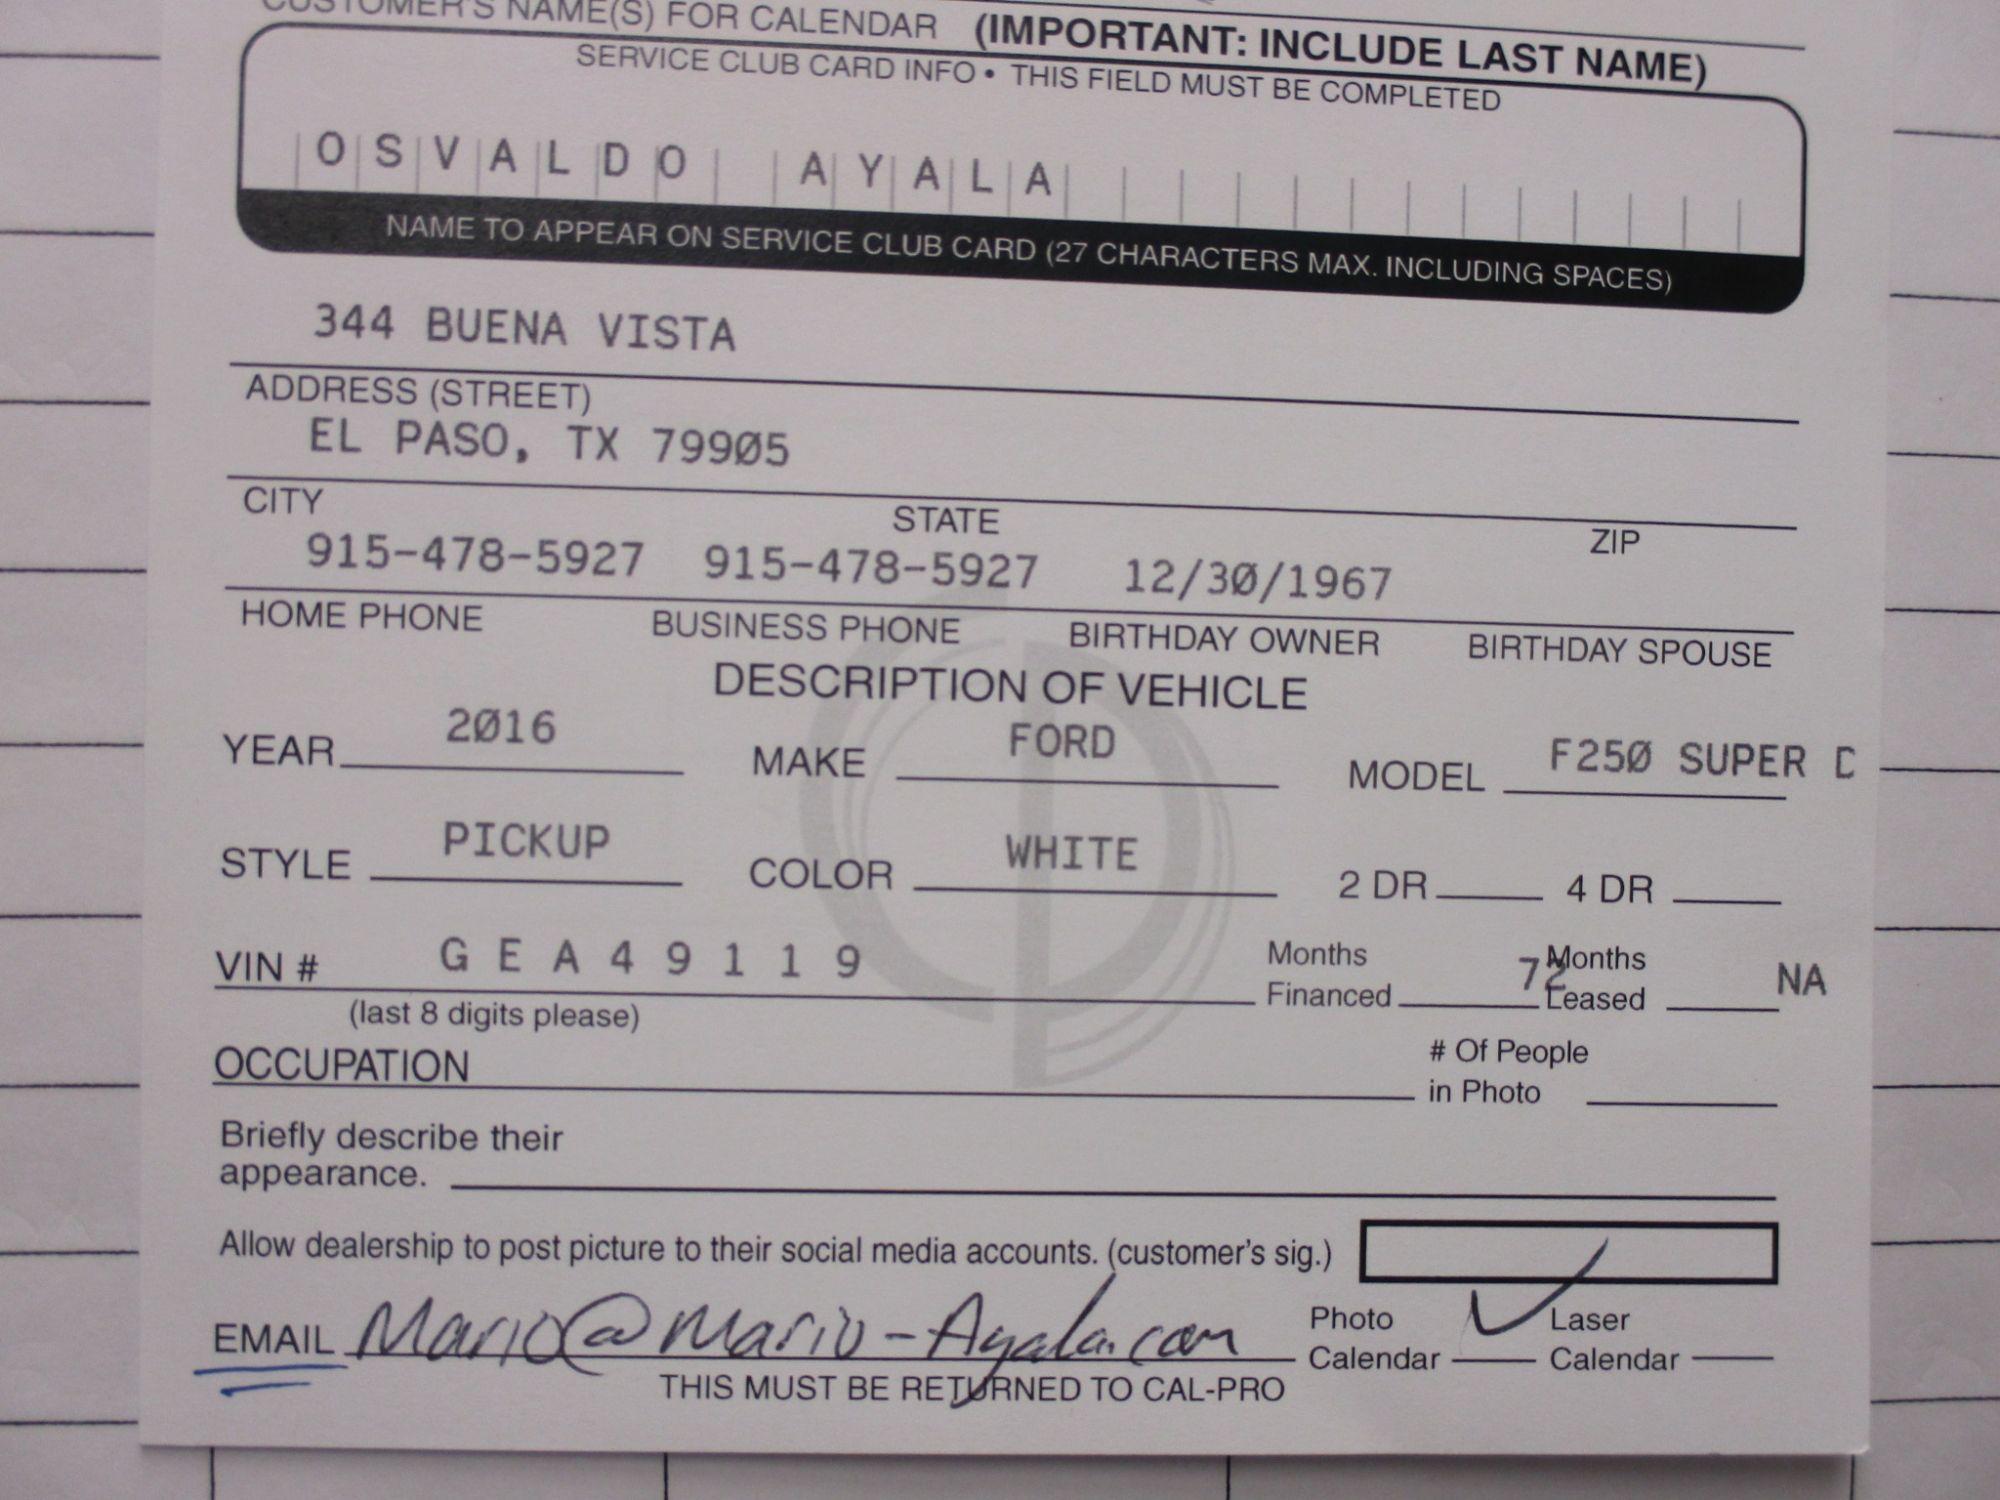 CUSTOMER'S NAME(S) FOR CALENDAR (IMPORTANT: INCLUDE LAST NAME)
SERVICE CLUB CARD INFO • THIS FIELD MUST BE COMPLETED
OSVALDO AYALA
NAME TO APPEAR ON SERVICE CLUB CARD (27 CHARACTERS MAX. INCLUDING SPACES)
344 BUENA VISTA
ADDRESS (STREET)
EL PASO, TX 79905
CITY STATE ZIP
915-478-5927 915-478-5927 12/30/1967
HOME PHONE BUSINESS PHONE BIRTHDAY OWNER BIRTHDAY SPOUSE
DESCRIPTION OF VEHICLE
YEAR 2016 MAKE FORD MODEL F250 SUPER D
STYLE PICKUP COLOR WHITE 2 DR 4 DR
VIN # G E A 4 9 1 1 9 Months Financed 72 Months Leased NA
(last 8 digits please)
OCCUPATION # Of People in Photo
Briefly describe their
appearance.
Allow dealership to post picture to their social media accounts. (customer's sig.)
EMAIL Mario@mario-Ayala.com Photo Calendar ✓ Laser Calendar
THIS MUST BE RETURNED TO CAL-PRO